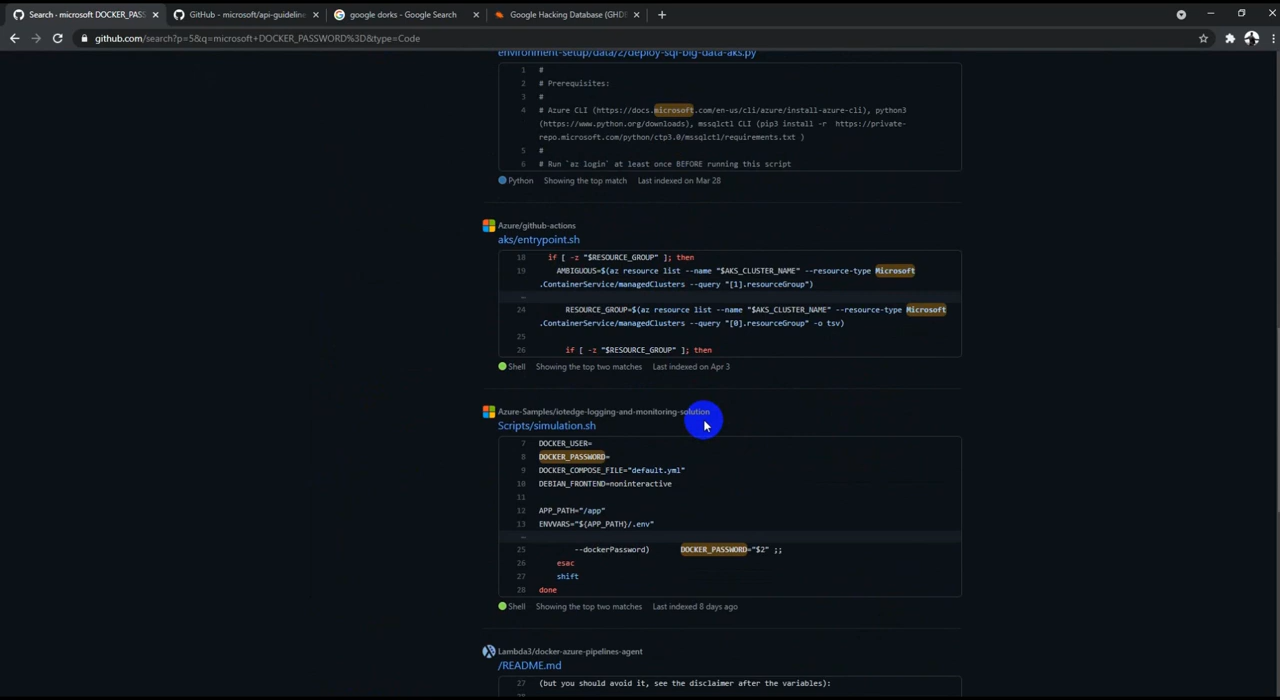 Search - microsoft DOCKER_PASS
GitHub - microsoft/api-guideline
google dorks - Google Search
Google Hacking Database (GHDB
github.com/search?p=5&q=microsoft+DOCKER_PASSWORD%3D&type=Code
environment-setup/data/2/deploy-sql-big-data-aks.py
1 #
2 # Prerequisites:
3 #
4 # Azure CLI (https://docs.microsoft.com/en-us/cli/azure/install-azure-cli), python3
(https://www.python.org/downloads), mssqlctl CLI (pip3 install -r https://private-
repo.microsoft.com/python/ctp3.0/mssqlctl/requirements.txt )
5 #
6 # Run `az login` at least once BEFORE running this script
Python Showing the top match Last indexed on Mar 28
Azure/github-actions
aks/entrypoint.sh
18 if [ -z "$RESOURCE_GROUP" ]; then
19 AMBIGUOUS=$(az resource list --name "$AKS_CLUSTER_NAME" --resource-type Microsoft
.ContainerService/managedClusters --query "[1].resourceGroup")
24 RESOURCE_GROUP=$(az resource list --name "$AKS_CLUSTER_NAME" --resource-type Microsoft
.ContainerService/managedClusters --query "[0].resourceGroup" -o tsv)
25
26 if [ -z "$RESOURCE_GROUP" ]; then
Shell Showing the top two matches Last indexed on Apr 3
Azure-Samples/iotedge-logging-and-monitoring-solution
Scripts/simulation.sh
7 DOCKER_USER=
8 DOCKER_PASSWORD=
9 DOCKER_COMPOSE_FILE="default.yml"
10 DEBIAN_FRONTEND=noninteractive
11
12 APP_PATH="/app"
13 ENVVARS="${APP_PATH}/.env"
25 --dockerPassword) DOCKER_PASSWORD="$2" ;;
26 esac
27 shift
28 done
Shell Showing the top two matches Last indexed 8 days ago
Lambda3/docker-azure-pipelines-agent
/README.md
27 (but you should avoid it, see the disclaimer after the variables):